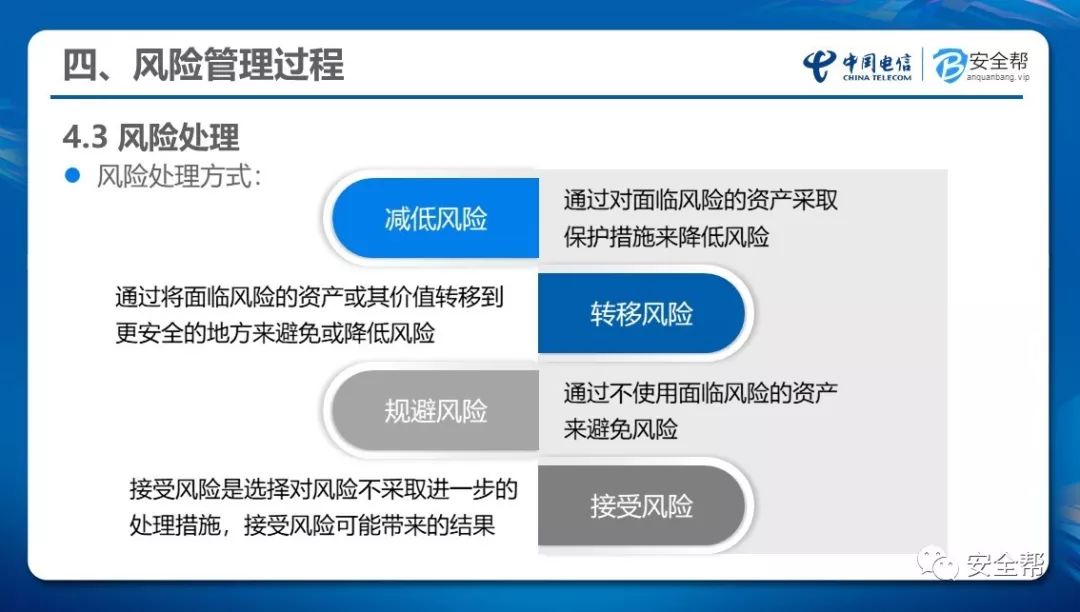 四、风险管理过程
中国电信
CHINA TELECOM
安全帮
anquanbang.vip
4.3 风险处理
风险处理方式:
减低风险
通过对面临风险的资产采取
保护措施来降低风险
通过将面临风险的资产或其价值转移到
更安全的地方来避免或降低风险
转移风险
规避风险
通过不使用面临风险的资产
来避免风险
接受风险是选择对风险不采取进一步的
处理措施，接受风险可能带来的结果
接受风险
安全帮